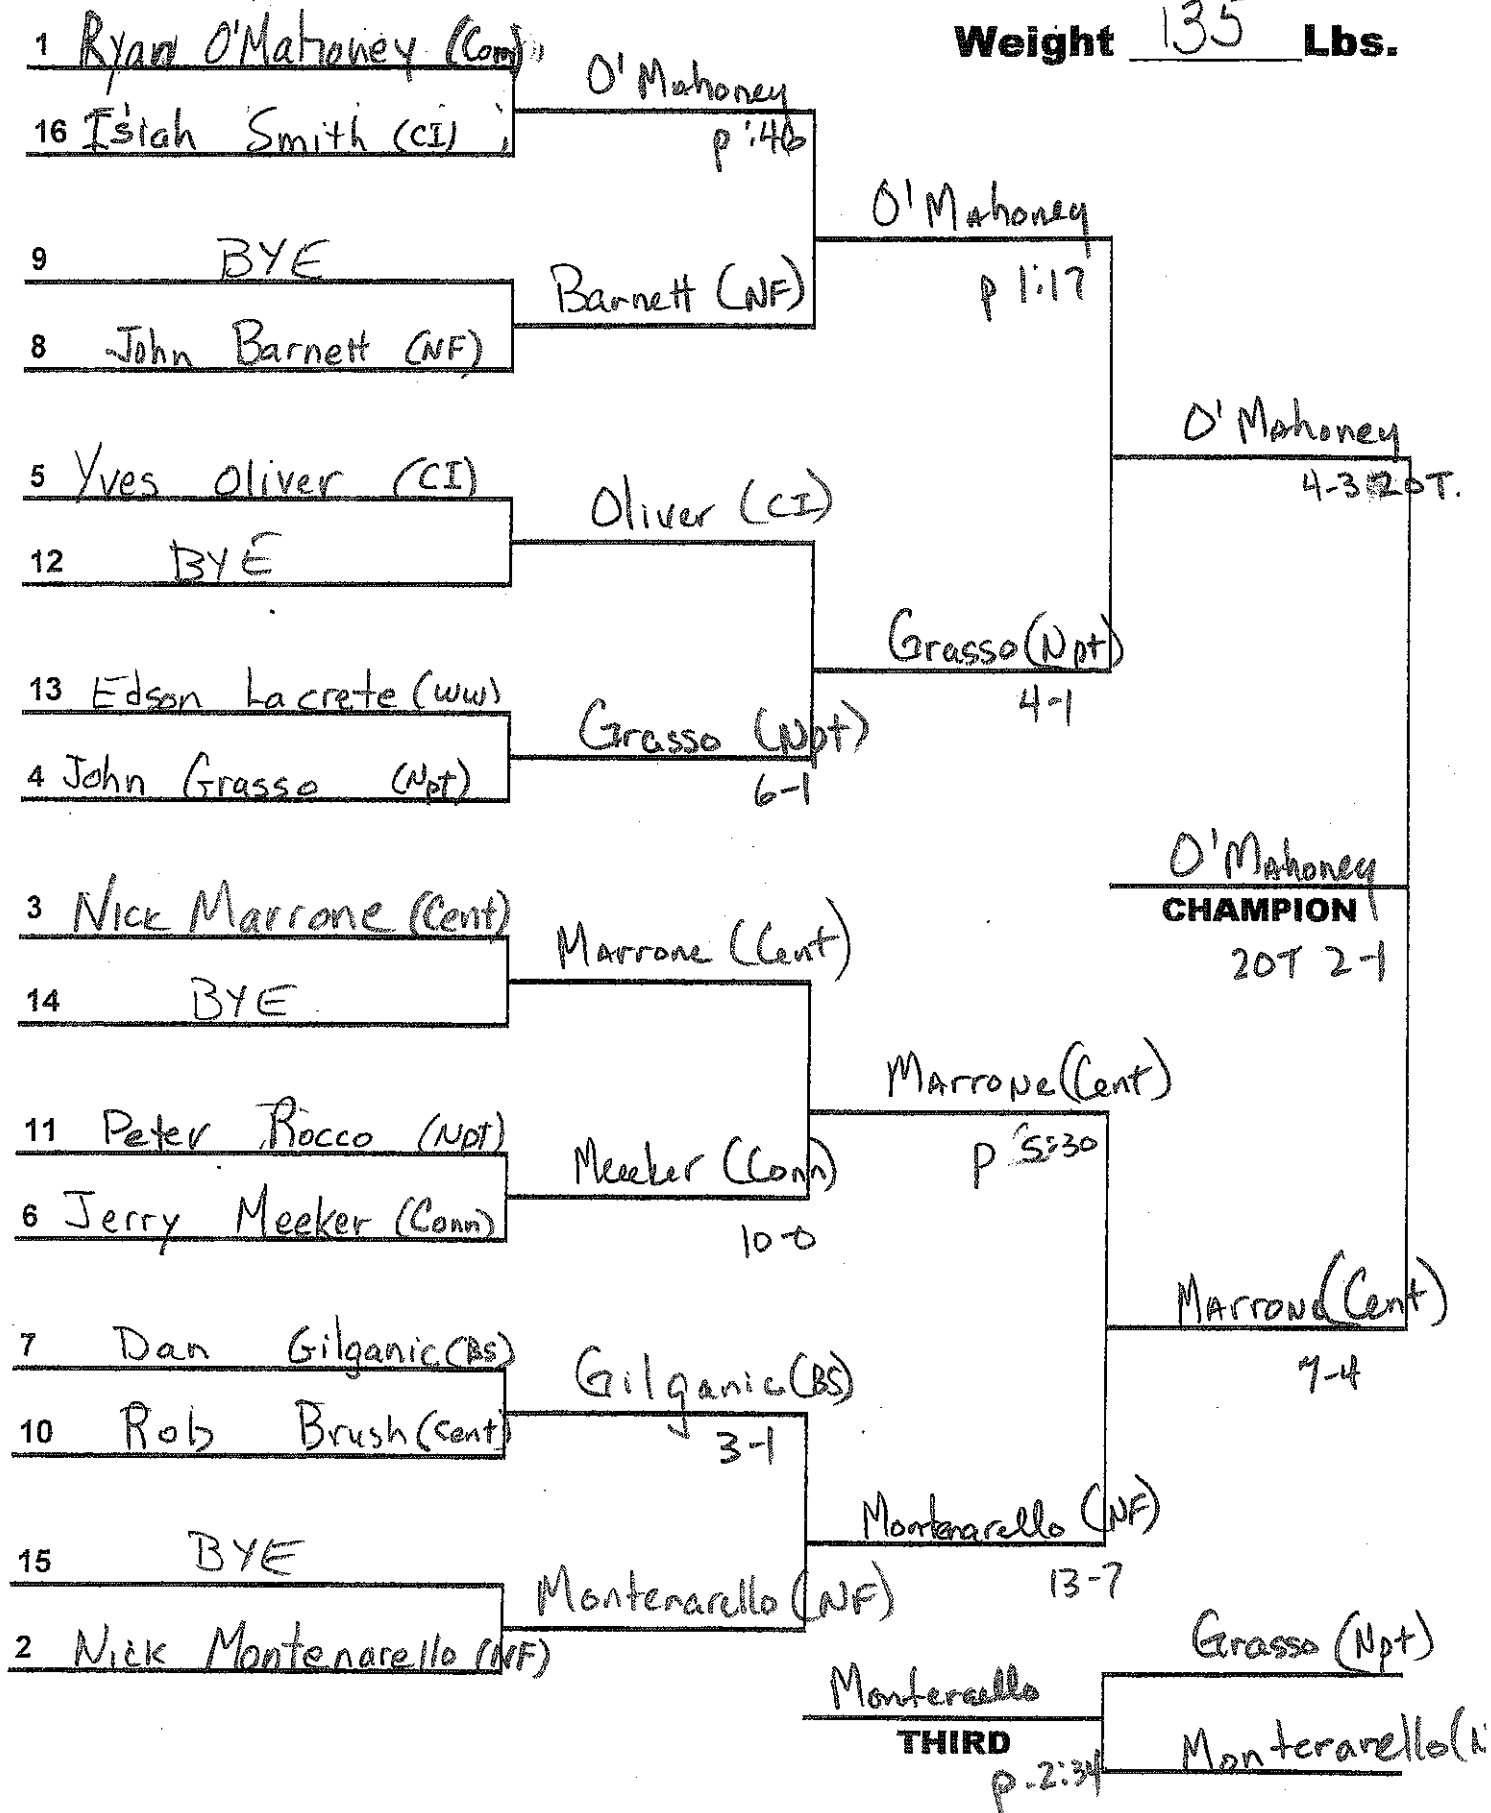 Weight 135 Lbs.
1 Ryan O'Mahoney (Com)
O'Mahoney
16 Isiah Smith (CI)
p :46
O'Mahoney
9 BYE
Barnett (NF)
p 1:17
8 John Barnett (NF)
O'Mahoney
5 Yves Oliver (CI)
4-3 2OT.
Oliver (CI)
12 BYE
Grasso (Npt)
13 Edson Lacrete (WW)
4-1
Grasso (Npt)
4 John Grasso (Npt)
6-1
O'Mahoney
CHAMPION
3 Nick Marrone (Cent)
Marrone (Cent)
2OT 2-1
14 BYE
Marrone (Cent)
11 Peter Rocco (Npt)
p 5:30
Meeker (Conn)
6 Jerry Meeker (Conn)
10-0
Marrone (Cent)
7 Dan Gilganic (BS)
7-4
Gilganic (BS)
10 Rob Brush (Cent)
3-1
Montenarello (NF)
15 BYE
13-7
Montenarello (NF)
2 Nick Montenarello (NF)
Grasso (Npt)
THIRD
p 2:34